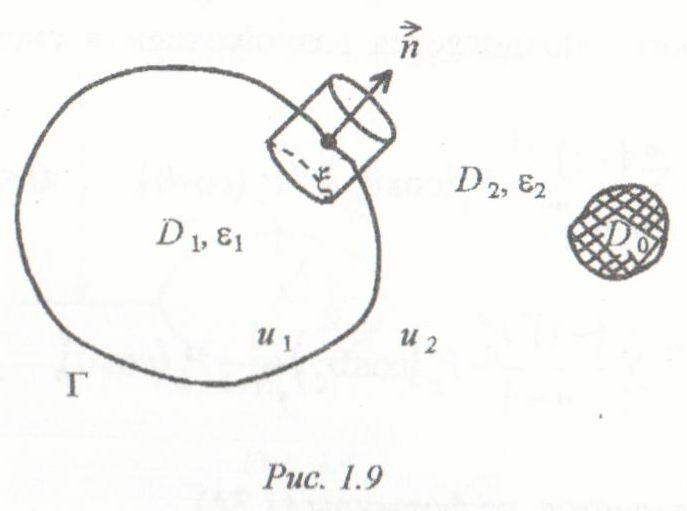 n
ξ
D₂, ε₂
D₀
D₁, ε₁
u₁ u₂
Γ
Рис. 1.9